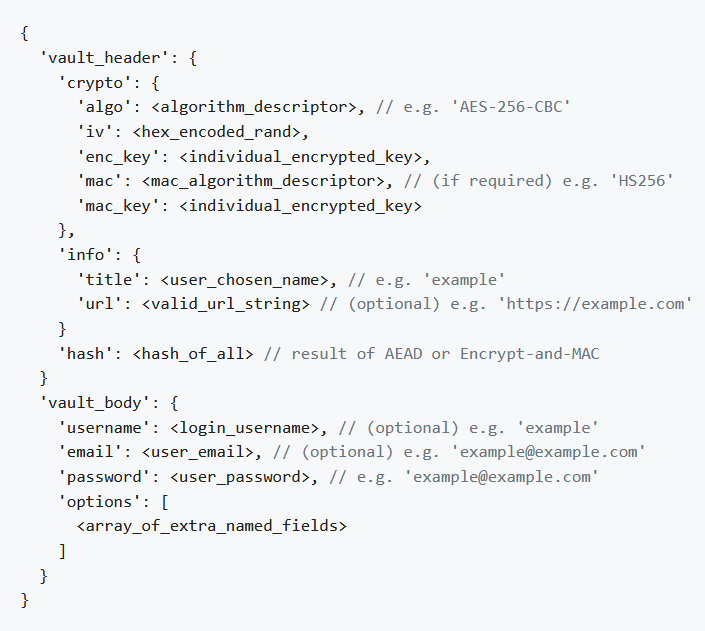 {
  'vault_header': {
    'crypto': {
      'algo': <algorithm_descriptor>, // e.g. 'AES-256-CBC'
      'iv': <hex_encoded_rand>,
      'enc_key': <individual_encrypted_key>,
      'mac': <mac_algorithm_descriptor>, // (if required) e.g. 'HS256'
      'mac_key': <individual_encrypted_key>
    },
    'info': {
      'title': <user_chosen_name>, // e.g. 'example'
      'url': <valid_url_string> // (optional) e.g. 'https://example.com'
    }
    'hash': <hash_of_all> // result of AEAD or Encrypt-and-MAC
  }
  'vault_body': {
    'username': <login_username>, // (optional) e.g. 'example'
    'email': <user_email>, // (optional) e.g. 'example@example.com'
    'password': <user_password>, // e.g. 'example@example.com'
    'options': [
      <array_of_extra_named_fields>
    ]
  }
}